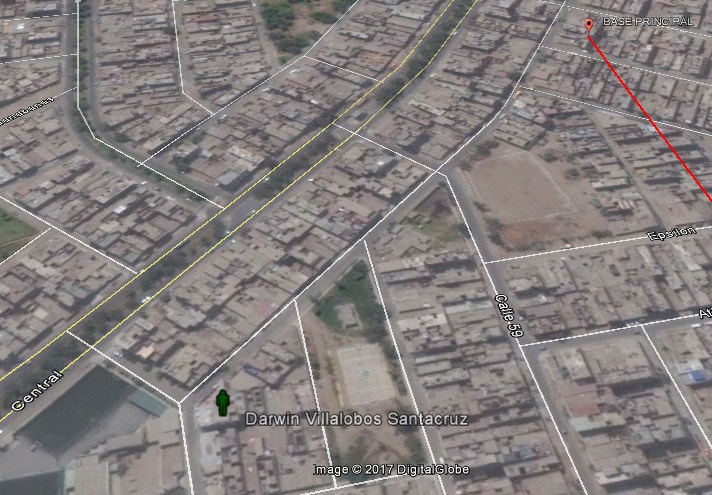 BASE PRINCIPAL
Epsilon
Calle 59
Central
Darwin Villalobos Santacruz
Image © 2017 DigitalGlobe